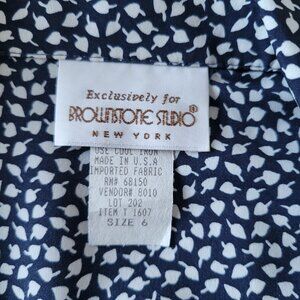 Exclusively for
BROWNSTONE STUDIO®
NEW YORK
USE COOL IRON
MADE IN U.S.A
IMPORTED FABRIC
RN# 68150
VENDOR# 8010
LOT 202
ITEM T 1607
SIZE 6